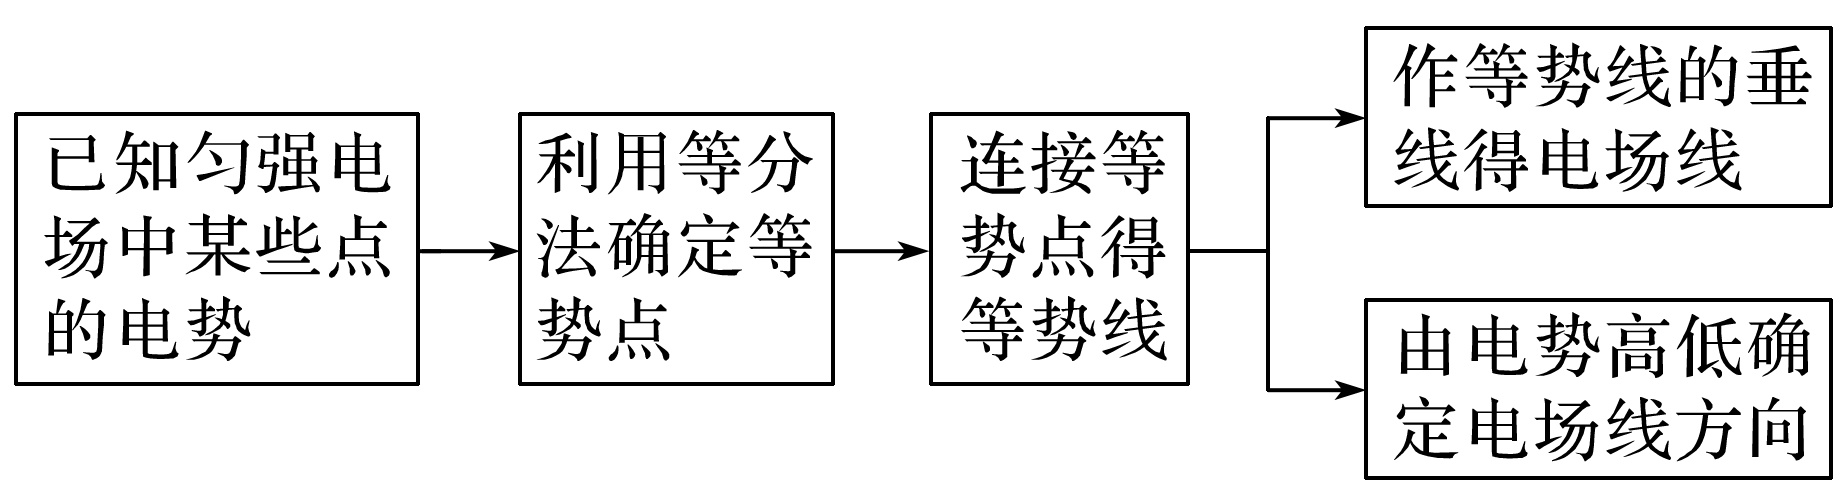 已知匀强电
场中某些点
的电势
利用等分
法确定等
势点
连接等
势点得
等势线
作等势线的垂
线得电场线
由电势高低确
定电场线方向